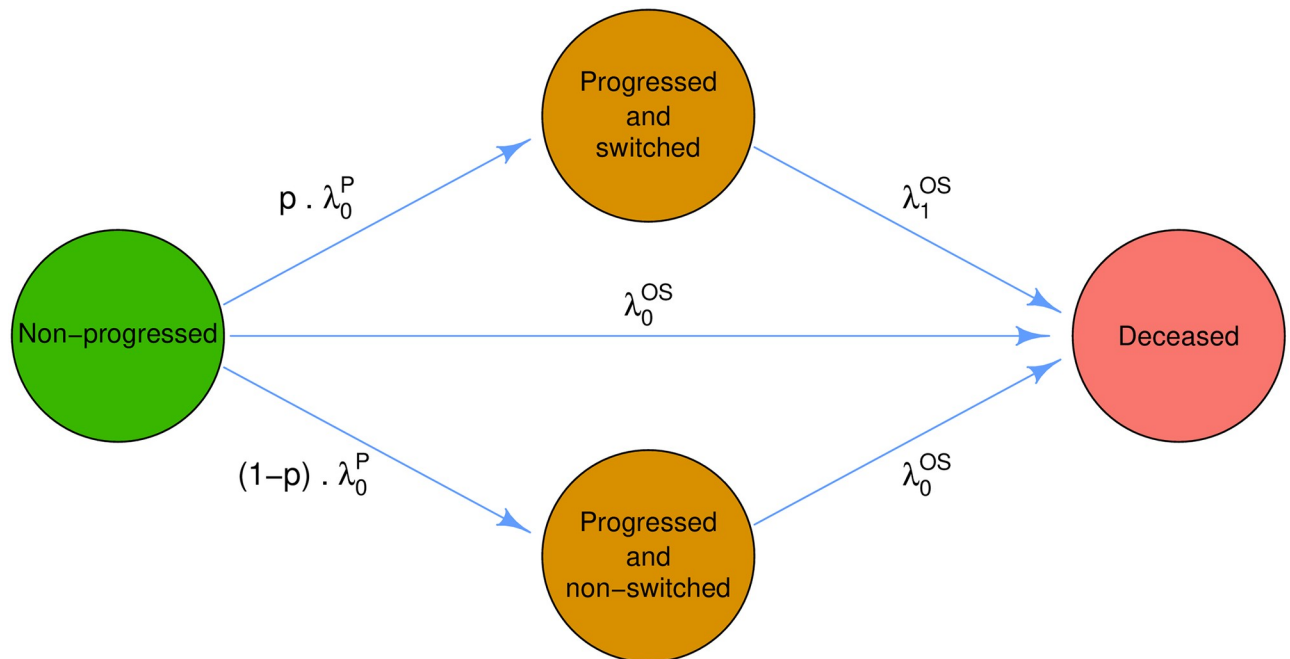 Progressed
and
switched
p . λ₀ᴾ
λ₁ᴼˢ
λ₀ᴼˢ
Non−progressed
Deceased
(1−p) . λ₀ᴾ
λ₀ᴼˢ
Progressed
and
non−switched